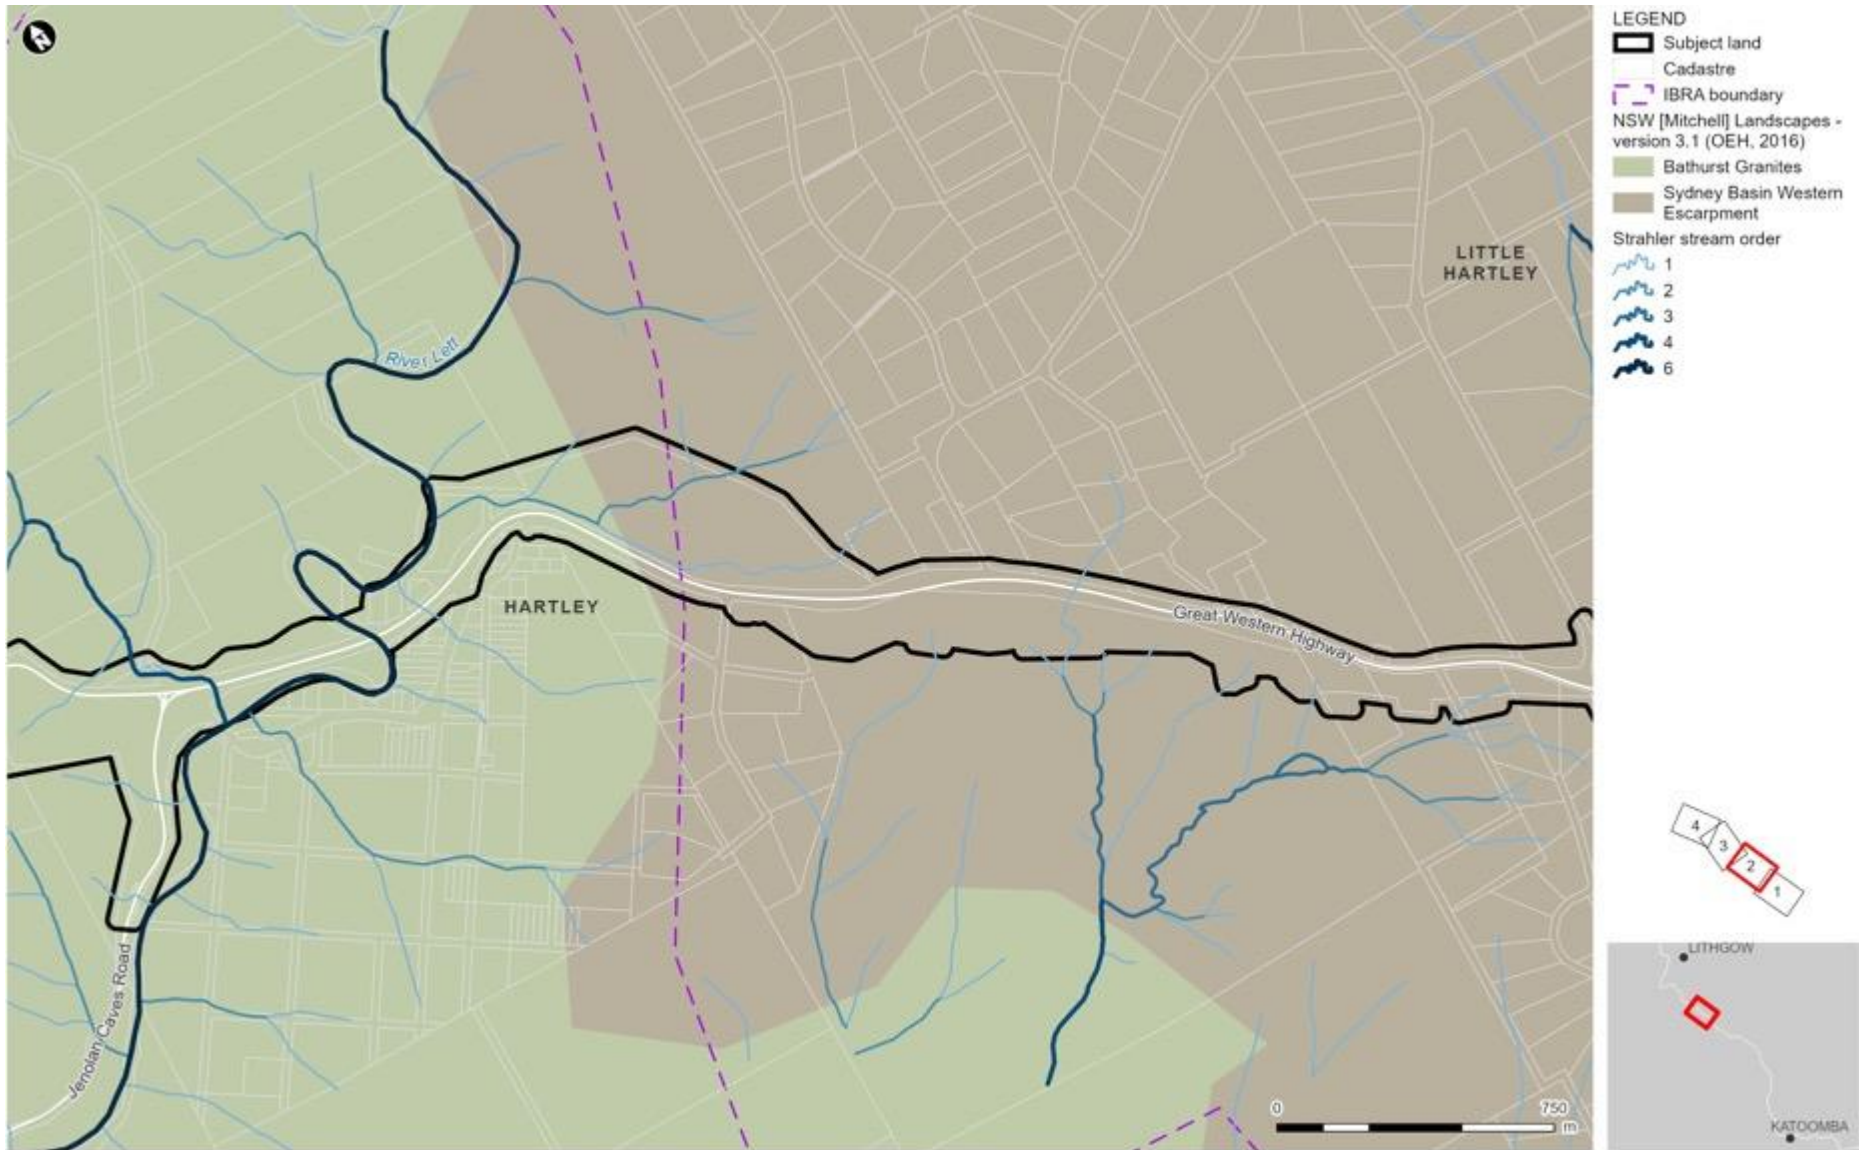 N
LEGEND
Subject land
Cadastre
IBRA boundary
NSW [Mitchell] Landscapes -
version 3.1 (OEH, 2016)
Bathurst Granites
Sydney Basin Western
Escarpment
Strahler stream order
1
2
3
4
6
LITTLE
HARTLEY
River Lett
HARTLEY
Great Western Highway
Jenolan Caves Road
0
750
m
4
3
2
1
LITHGOW
KATOOMBA